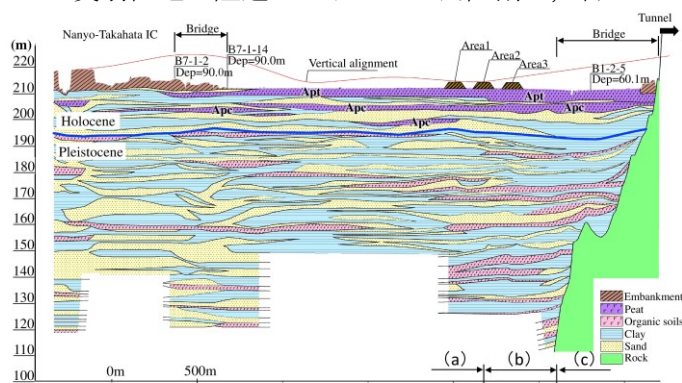 Tunnel
Nanyo-Takahata IC
Bridge
Bridge
(m)
B7-1-14
Dep=90.0m
B7-1-2
Dep=90.0m
Vertical alignment
Area1
Area2
Area3
B1-2-5
Dep=60.1m
220
210
200
190
180
170
160
150
140
130
120
110
100
Apt
Apt
Apc
Apc
Apc
Apc
Holocene
Pleistocene
Embankment
Peat
Organic soils
Clay
Sand
Rock
(a)
(b)
(c)
0m
500m